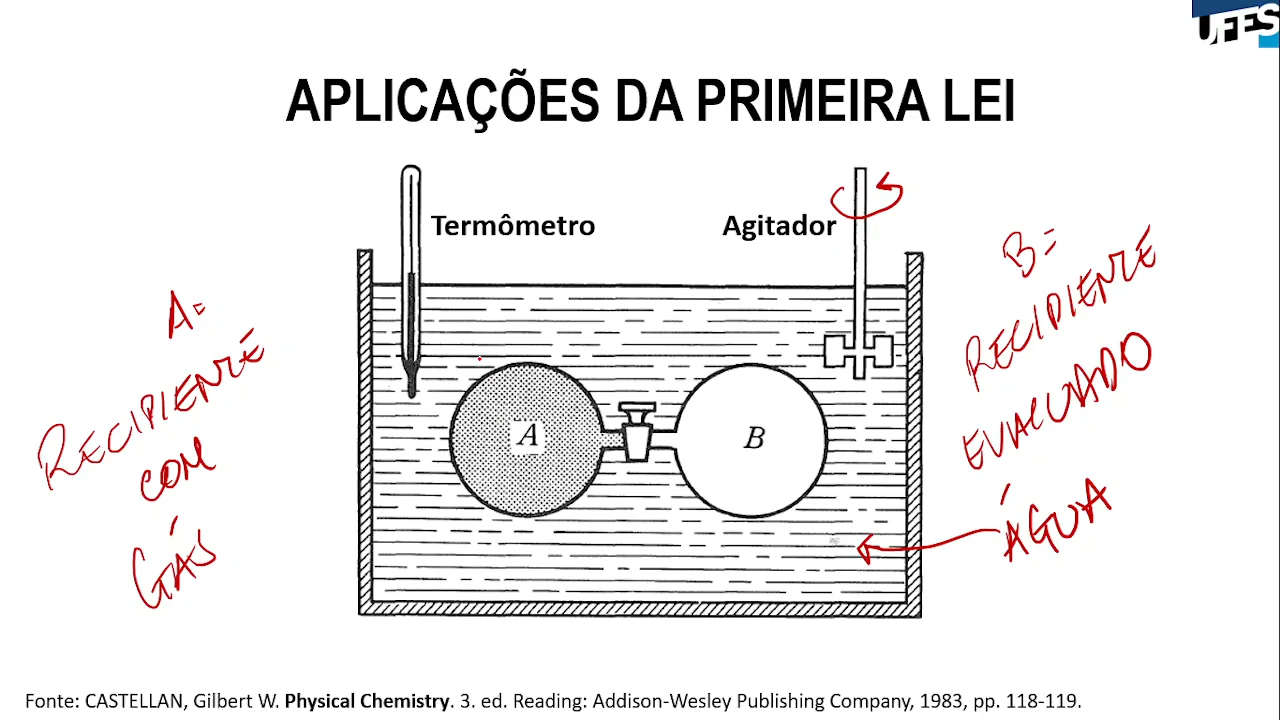 UFES
APLICAÇÕES DA PRIMEIRA LEI
Termômetro
Agitador
A=
RECIPIENTE
COM
GÁS
B=
RECIPIENTE
EVACUADO
ÁGUA
A
B
Fonte: CASTELLAN, Gilbert W. Physical Chemistry. 3. ed. Reading: Addison-Wesley Publishing Company, 1983, pp. 118-119.